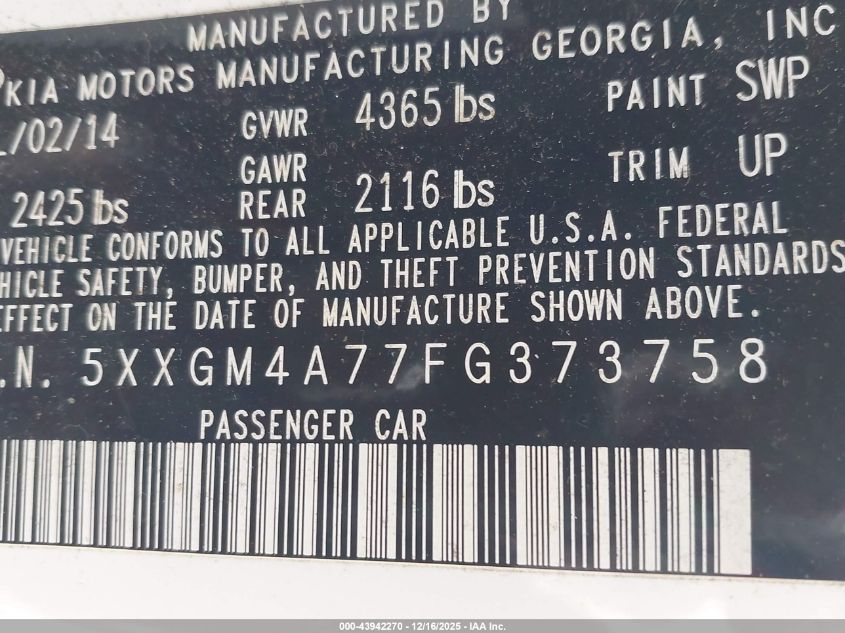 MANUFACTURED BY
KIA MOTORS MANUFACTURING GEORGIA, INC
/02/14 GVWR 4365 lbs PAINT SWP
GAWR TRIM UP
2425 lbs REAR 2116 lbs
VEHICLE CONFORMS TO ALL APPLICABLE U.S.A. FEDERAL
HICLE SAFETY, BUMPER, AND THEFT PREVENTION STANDARDS
EFFECT ON THE DATE OF MANUFACTURE SHOWN ABOVE.
.N. 5XXGM4A77FG373758
PASSENGER CAR
000-43942270 - 12/16/2025 - IAA Inc.